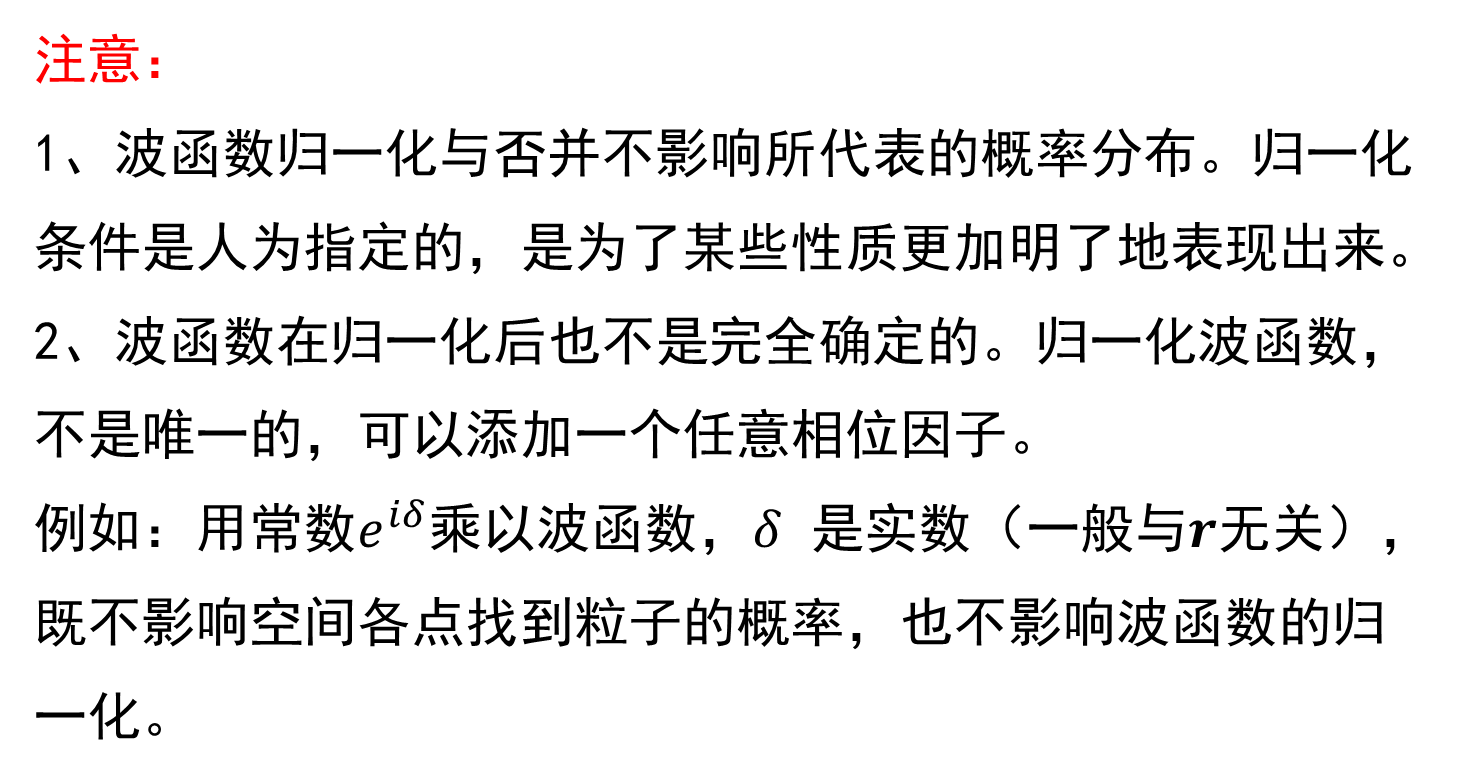 注意：
1、波函数归一化与否并不影响所代表的概率分布。归一化
条件是人为指定的，是为了某些性质更加明了地表现出来。
2、波函数在归一化后也不是完全确定的。归一化波函数，
不是唯一的，可以添加一个任意相位因子。
例如：用常数$e^{i\delta}$乘以波函数，$\delta$ 是实数（一般与$\boldsymbol{r}$无关），
既不影响空间各点找到粒子的概率，也不影响波函数的归
一化。